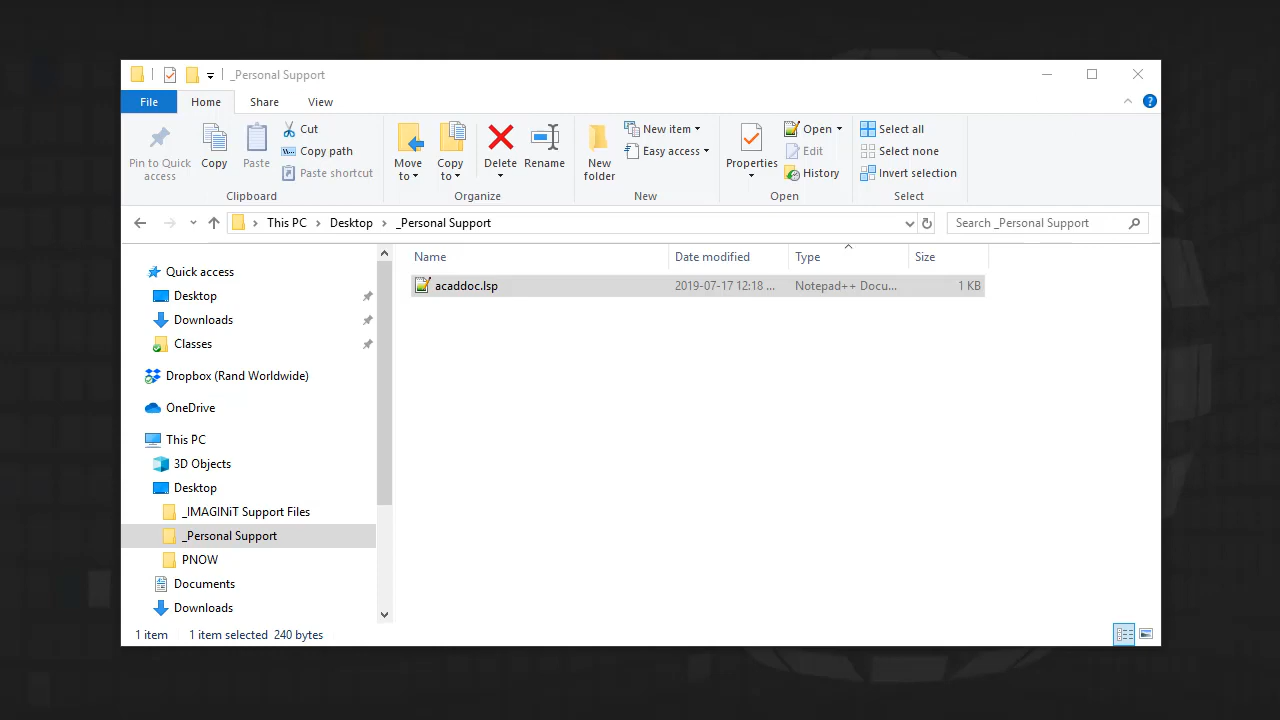 _Personal Support
File Home Share View
Pin to Quick access
Copy
Paste
Cut
Copy path
Paste shortcut
Clipboard
Move to
Copy to
Delete
Rename
Organize
New folder
New item
Easy access
New
Properties
Open
Edit
History
Open
Select all
Select none
Invert selection
Select
This PC Desktop _Personal Support
Search _Personal Support
Name Date modified Type Size
acaddoc.lsp 2019-07-17 12:18 ... Notepad++ Docu... 1 KB
Quick access
Desktop
Downloads
Classes
Dropbox (Rand Worldwide)
OneDrive
This PC
3D Objects
Desktop
_IMAGINiT Support Files
_Personal Support
PNOW
Documents
Downloads
1 item 1 item selected 240 bytes